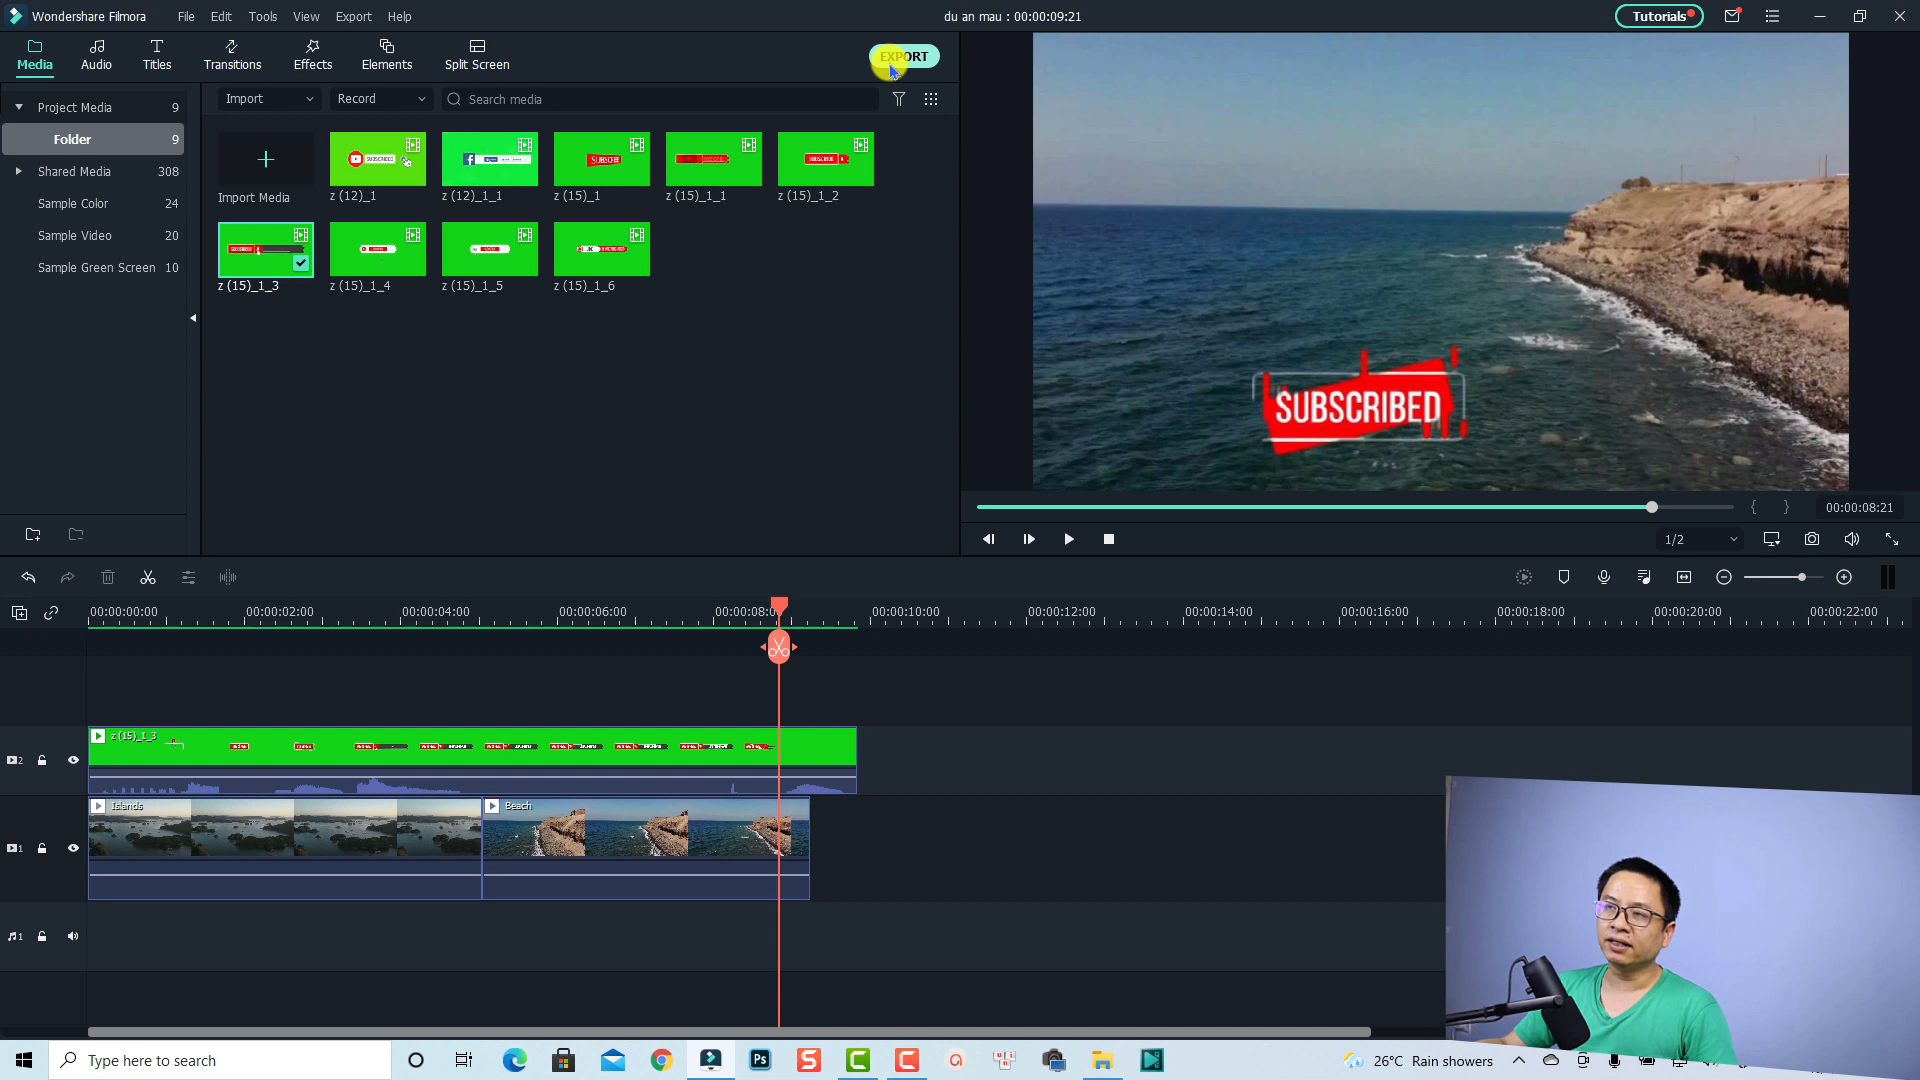 Wondershare Filmora File Edit Tools View Export Help du an mau : 00:00:09:21 Tutorials
Media Audio Titles Transitions Effects Elements Split Screen EXPORT
Project Media 9
Folder 9
Shared Media 308
Sample Color 24
Sample Video 20
Sample Green Screen 10
Import Record Search media
Import Media z (12)_1 z (12)_1_1 z (15)_1 z (15)_1_1 z (15)_1_2
z (15)_1_3 z (15)_1_4 z (15)_1_5 z (15)_1_6
SUBSCRIBED
00:00:08:21
1/2
00:00:00:00 00:00:02:00 00:00:04:00 00:00:06:00 00:00:08:0 00:00:10:00 00:00:12:00 00:00:14:00 00:00:16:00 00:00:18:00 00:00:20:00 00:00:22:00
z (15)_1_3
2
Islands Beach
1
1
Type here to search
Ps
26°C Rain showers